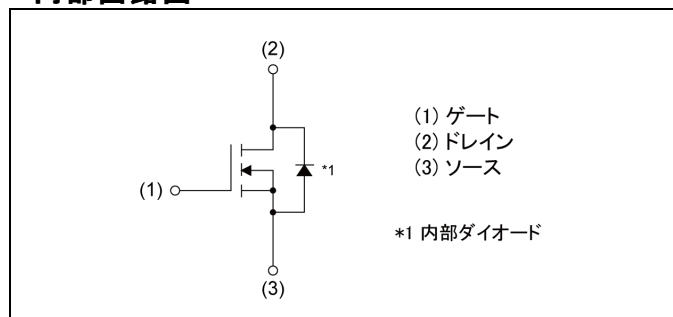 (2)
(1) ゲート
(2) ドレイン
(3) ソース
*1
(1)
*1 内部ダイオード
(3)